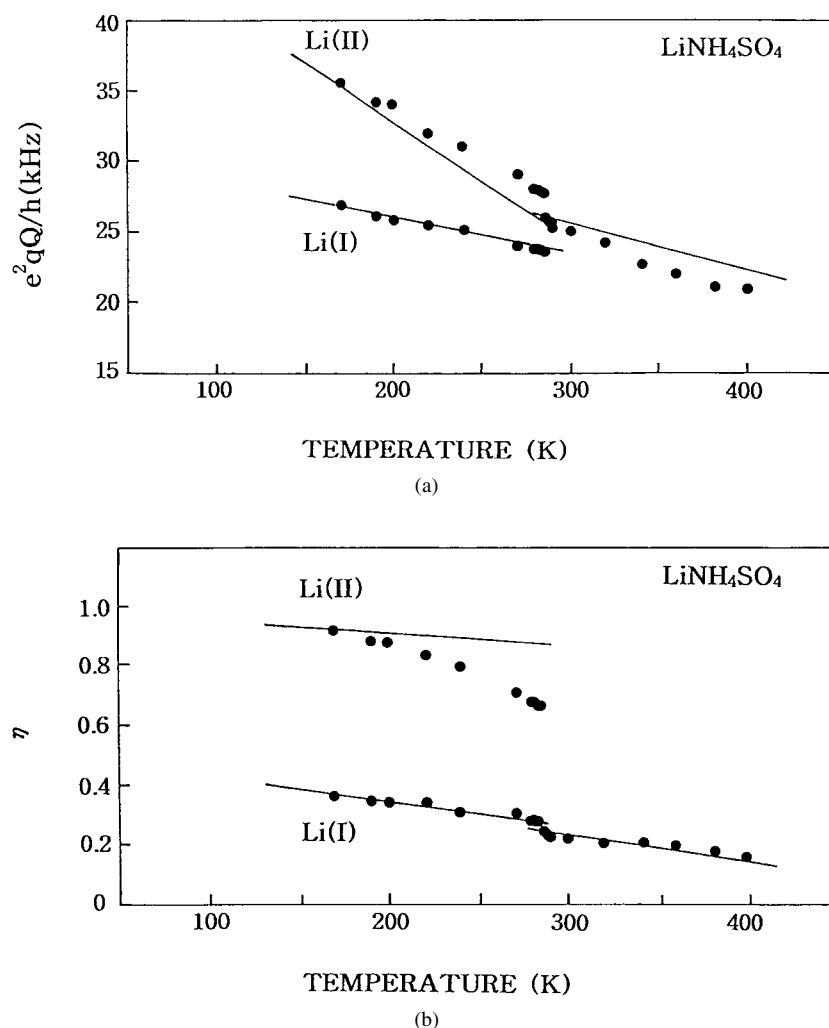 40
Li(II)
LiNH₄SO₄
35
30
25
Li(I)
20
15
100
200
300
400
e²qQ/h(kHz)
TEMPERATURE (K)
(a)
LiNH₄SO₄
Li(II)
1.0
0.8
0.6
0.4
Li(I)
0.2
0
100
200
300
400
η
TEMPERATURE (K)
(b)